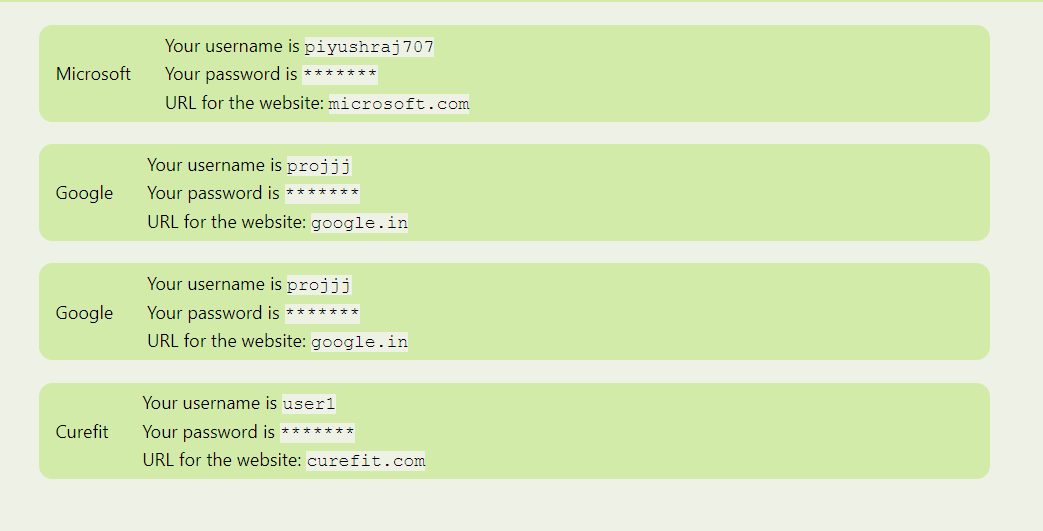 Your username is piyushraj707
Microsoft
Your password is *******
URL for the website: microsoft.com
Your username is projjj
Google
Your password is *******
URL for the website: google.in
Your username is projjj
Google
Your password is *******
URL for the website: google.in
Your username is user1
Curefit
Your password is *******
URL for the website: curefit.com